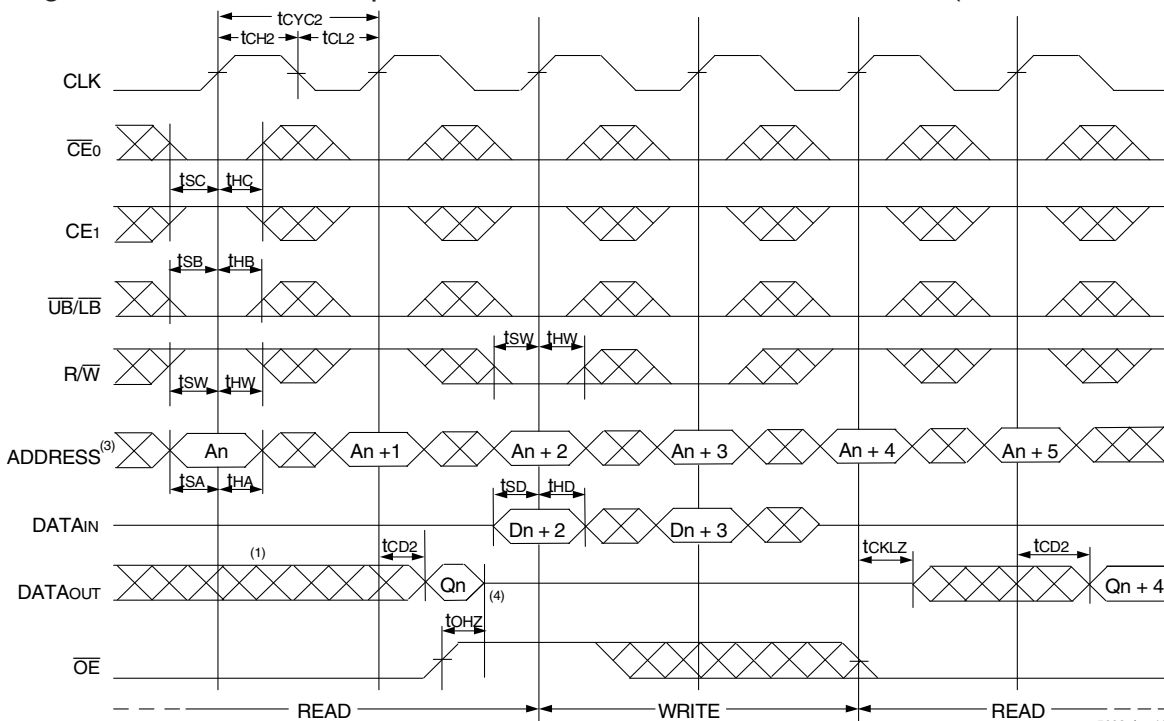 tCYC2
tCH2 tCL2
CLK
CE0
tSC tHC
CE1
tSB tHB
UB/LB
tSW tHW
R/W
tSW tHW
ADDRESS(3) An An +1 An + 2 An + 3 An + 4 An + 5
tSA tHA tSD tHD
DATAIN Dn + 2 Dn + 3
tCD2 tCKLZ tCD2
(1)
DATAOUT Qn (4) Qn + 4
tOHZ
OE
READ WRITE READ